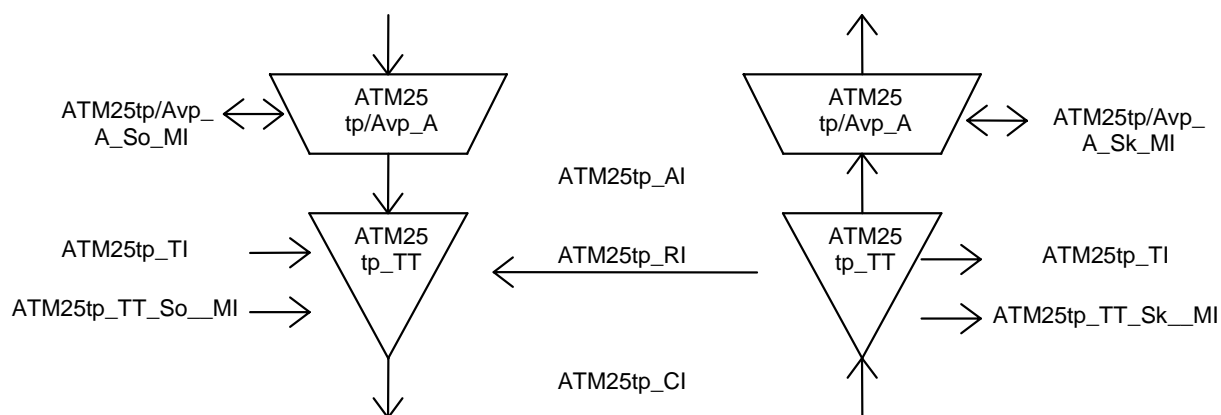 ATM25
tp/Avp_A
ATM25tp/Avp_
A_So_MI
ATM25
tp/Avp_A
ATM25tp/Avp_
A_Sk_MI
ATM25tp_AI
ATM25
tp_TT
ATM25tp_TI
ATM25tp_TT_So__MI
ATM25tp_RI
ATM25
tp_TT
ATM25tp_TI
ATM25tp_TT_Sk__MI
ATM25tp_CI